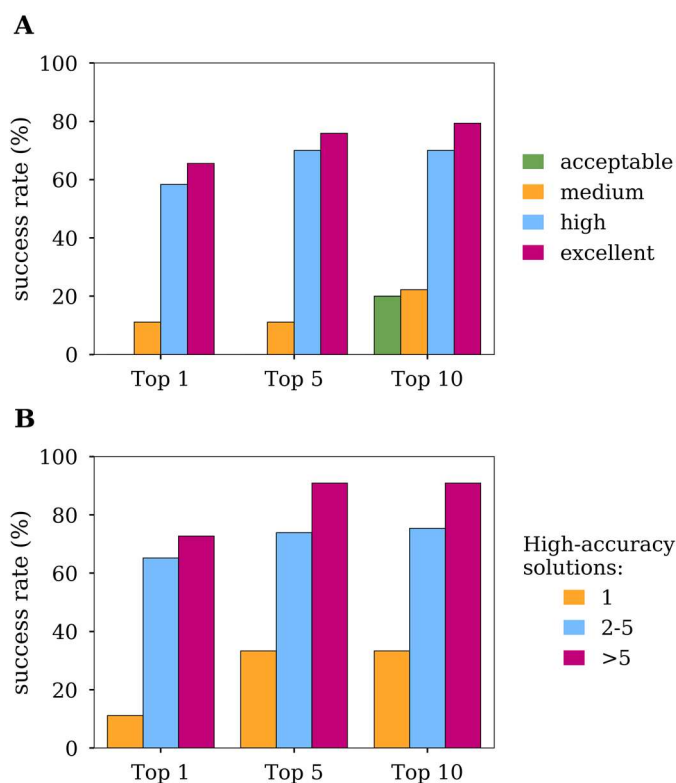 A
100
80
60
40
20
0
success rate (%)
Top 1 Top 5 Top 10
acceptable
medium
high
excellent
B
100
80
60
40
20
0
success rate (%)
Top 1 Top 5 Top 10
High-accuracy
solutions:
1
2-5
>5